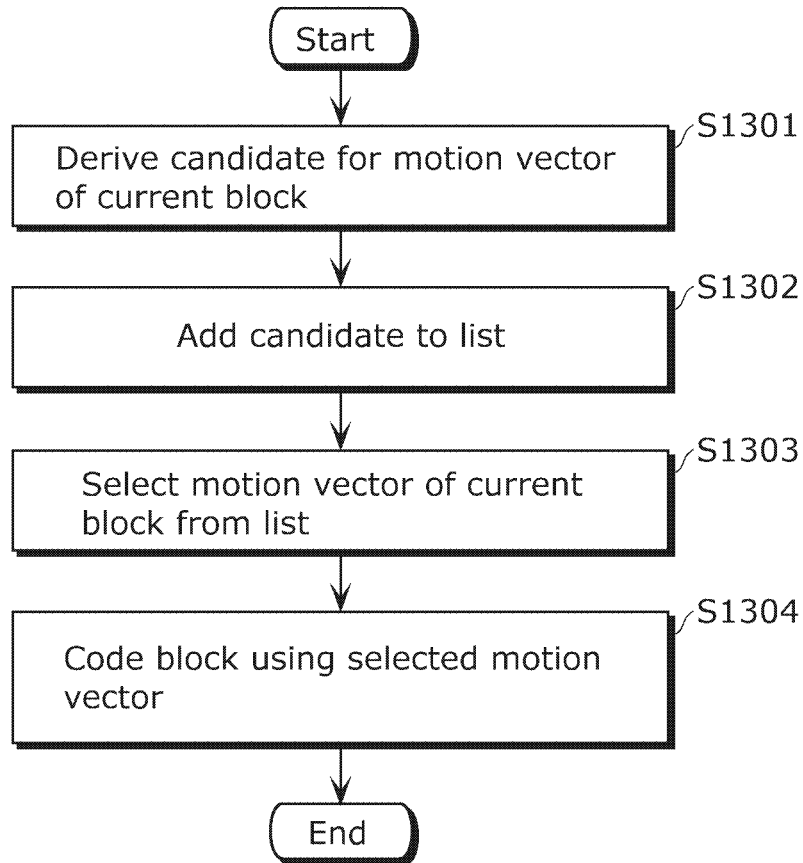 Start
S1301
Derive candidate for motion vector
of current block
S1302
Add candidate to list
S1303
Select motion vector of current
block from list
S1304
Code block using selected motion
vector
End